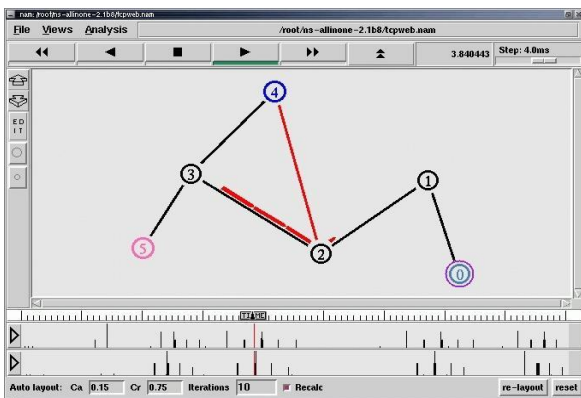 nam: /root/ns-allinone-2.1b8/tcpweb.nam
File Views Analysis /root/ns-allinone-2.1b8/tcpweb.nam
3.840443 Step: 4.0ms
ED
IT
4
3
1
2
5
0
TIME
Auto layout: Ca 0.15 Cr 0.75 Iterations 10 Recalc re-layout reset